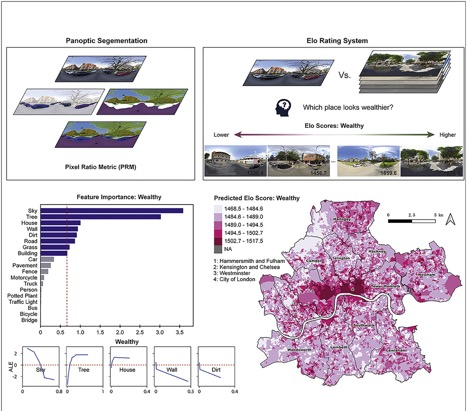 Panoptic Segementation
Pixel Ratio Metric (PRM)
Elo Rating System
Vs.
Which place looks wealthier?
Elo Scores: Wealthy
Lower
Higher
Feature Importance: Wealthy
Sky
Tree
House
Wall
Dirt
Road
Grass
Building
Car
Pavement
Fence
Motorcycle
Truck
Person
Potted Plant
Traffic Light
Bus
Bicycle
Bridge
0.0 0.5 1.0 1.5 2.0 2.5 3.0 3.5
Wealthy
ALE
2
0
-2
Sky
Tree
House
Wall
Dirt
Predicted Elo Score: Wealthy
1468.5 - 1484.6
1484.6 - 1489.0
1489.0 - 1494.5
1494.5 - 1502.7
1502.7 - 1517.5
NA
1: Hammersmith and Fulham
2: Kensington and Chelsea
3: Westminster
4: City of London
0 2.5 5 km